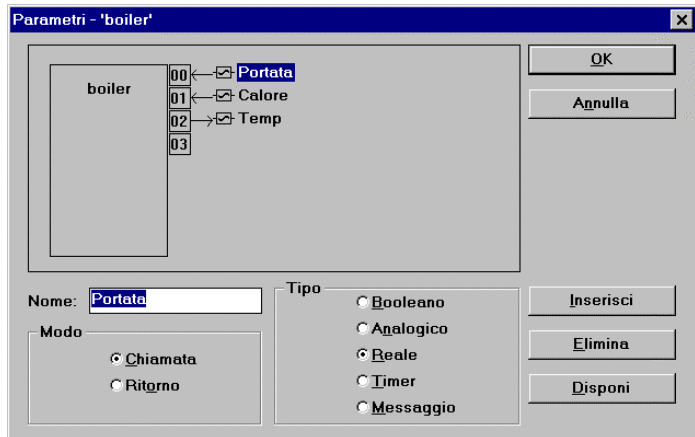 Parametri - 'boiler'
boiler
00 Portata
01 Calore
02 Temp
03
OK
Annulla
Nome: Portata
Modo
Chiamata
Ritorno
Tipo
Booleano
Analogico
Reale
Timer
Messaggio
Inserisci
Elimina
Disponi